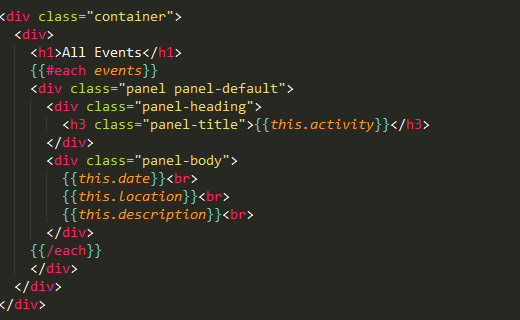 <div class="container">
<div>
<h1>All Events</h1>
{{#each events}}
<div class="panel panel-default">
<div class="panel-heading">
<h3 class="panel-title">{{this.activity}}</h3>
</div>
<div class="panel-body">
{{this.date}}<br>
{{this.location}}<br>
{{this.description}}<br>
</div>
{{/each}}
</div>
</div>
</div>